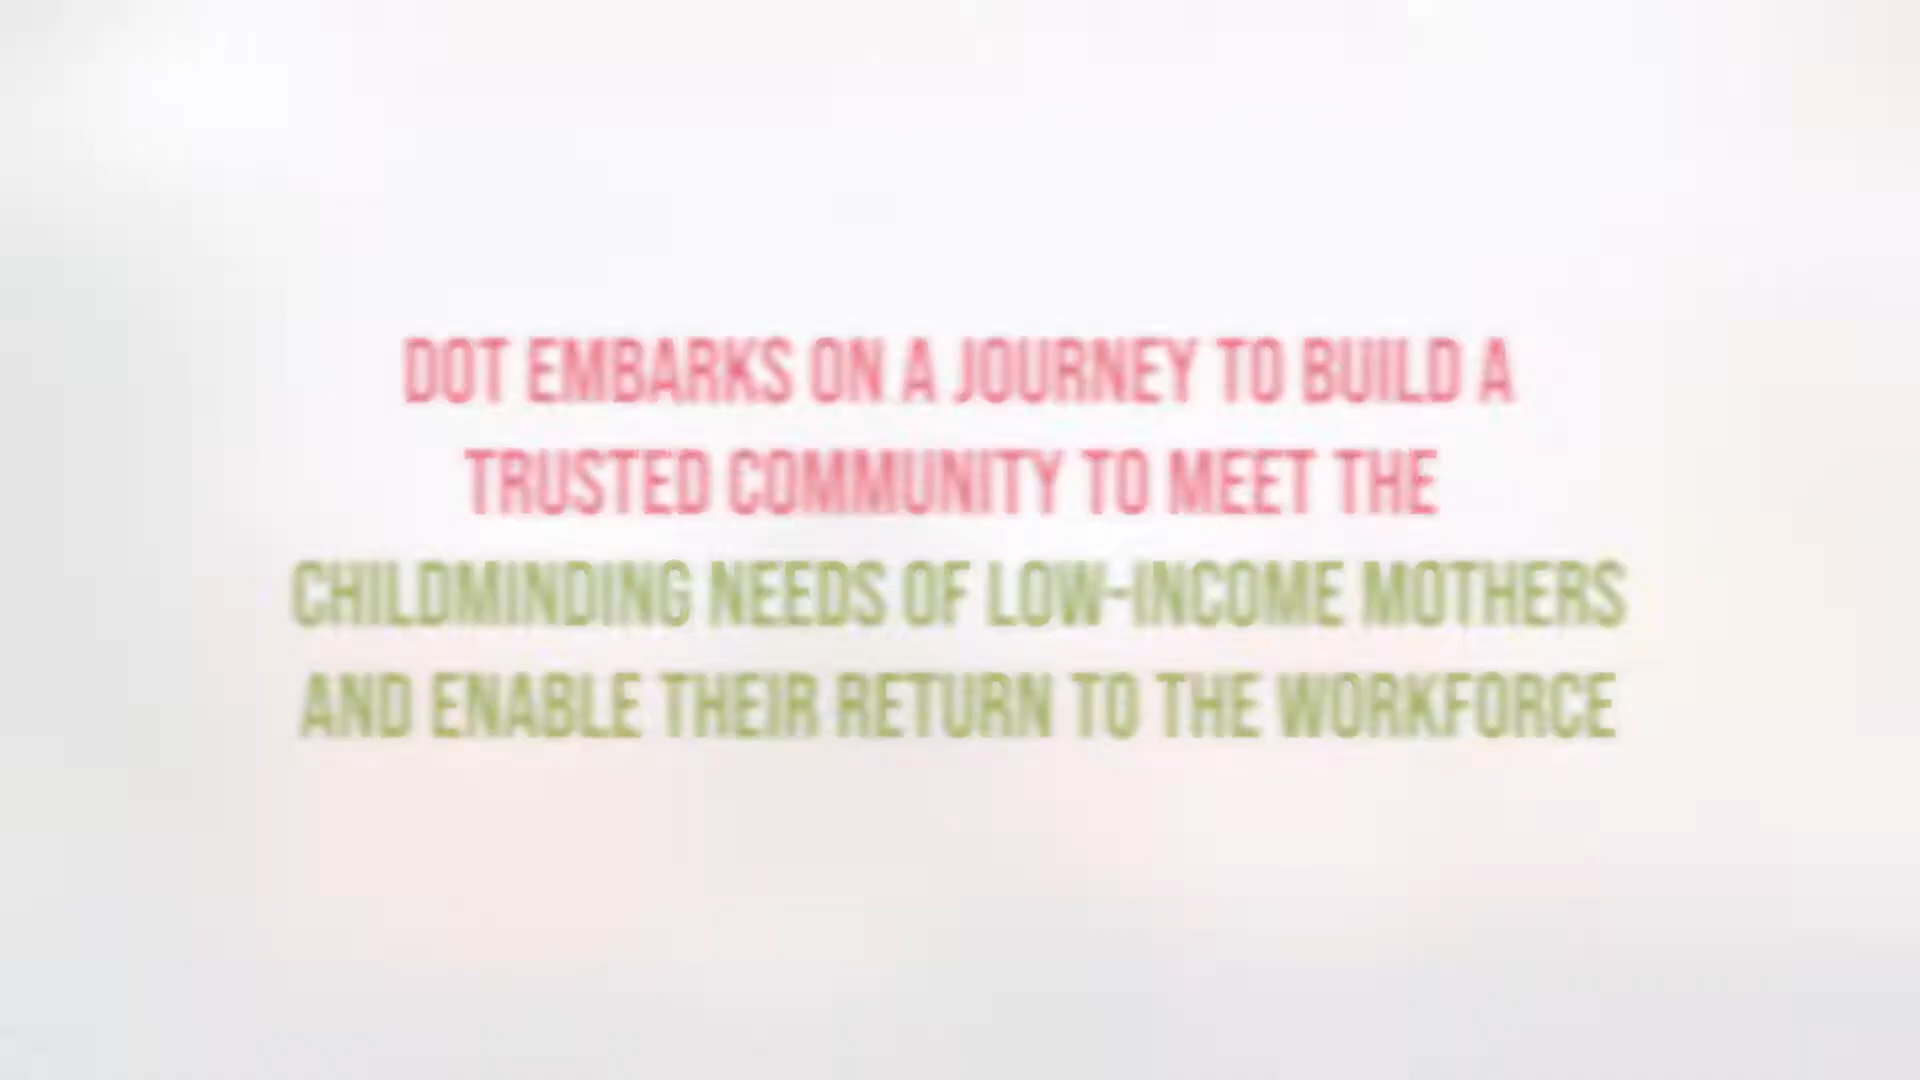 DOT EMBARKS ON A JOURNEY TO BUILD A
TRUSTED COMMUNITY TO MEET THE
CHILDMINDING NEEDS OF LOW-INCOME MOTHERS
AND ENABLE THEIR RETURN TO THE WORKFORCE